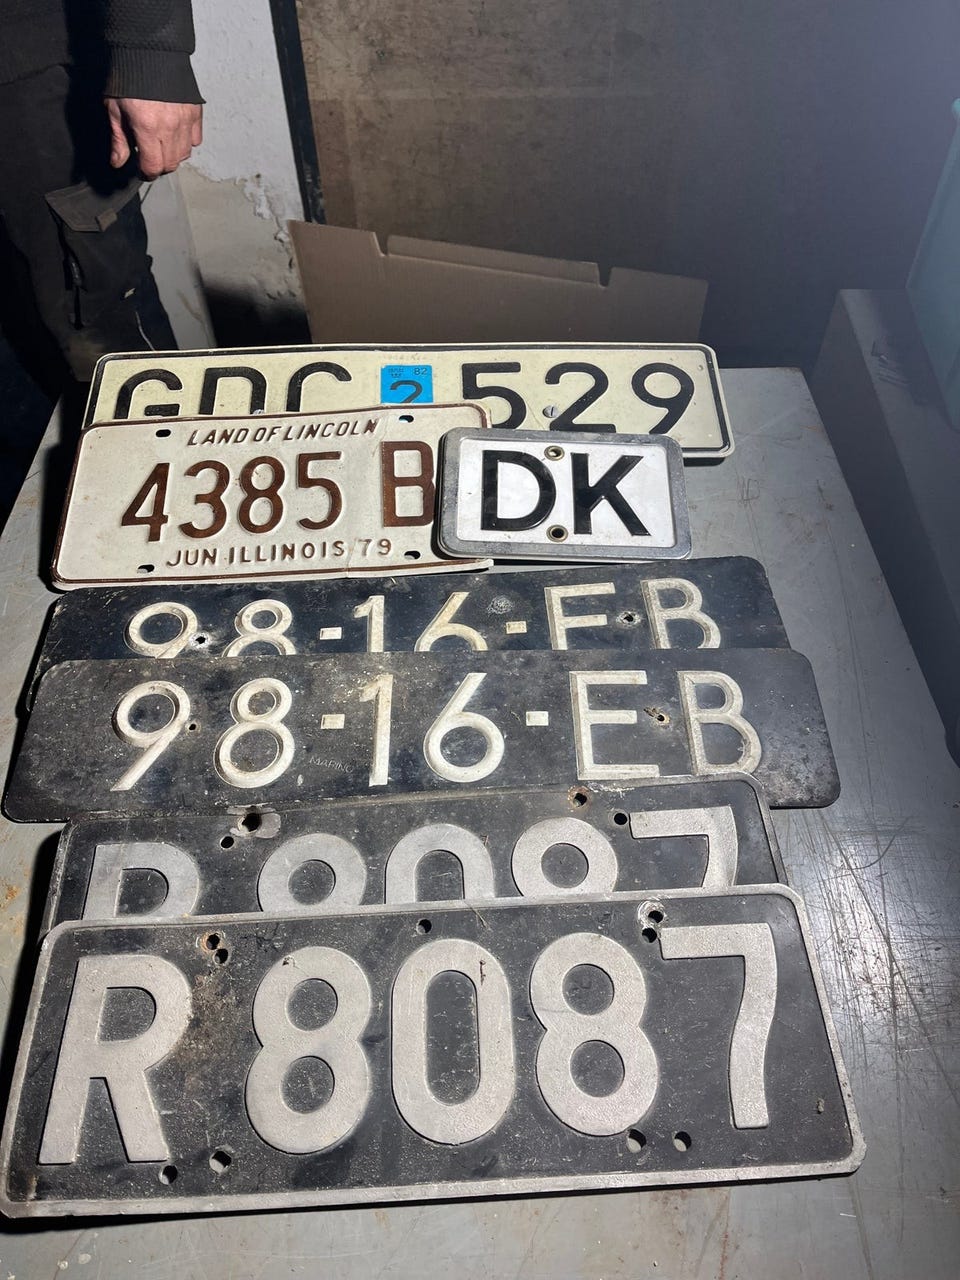 GDC 2 529
82
LAND OF LINCOLN
4385 B
JUN ILLINOIS 79
DK
98-16-EB
98-16-EB
R 8087
R 8087